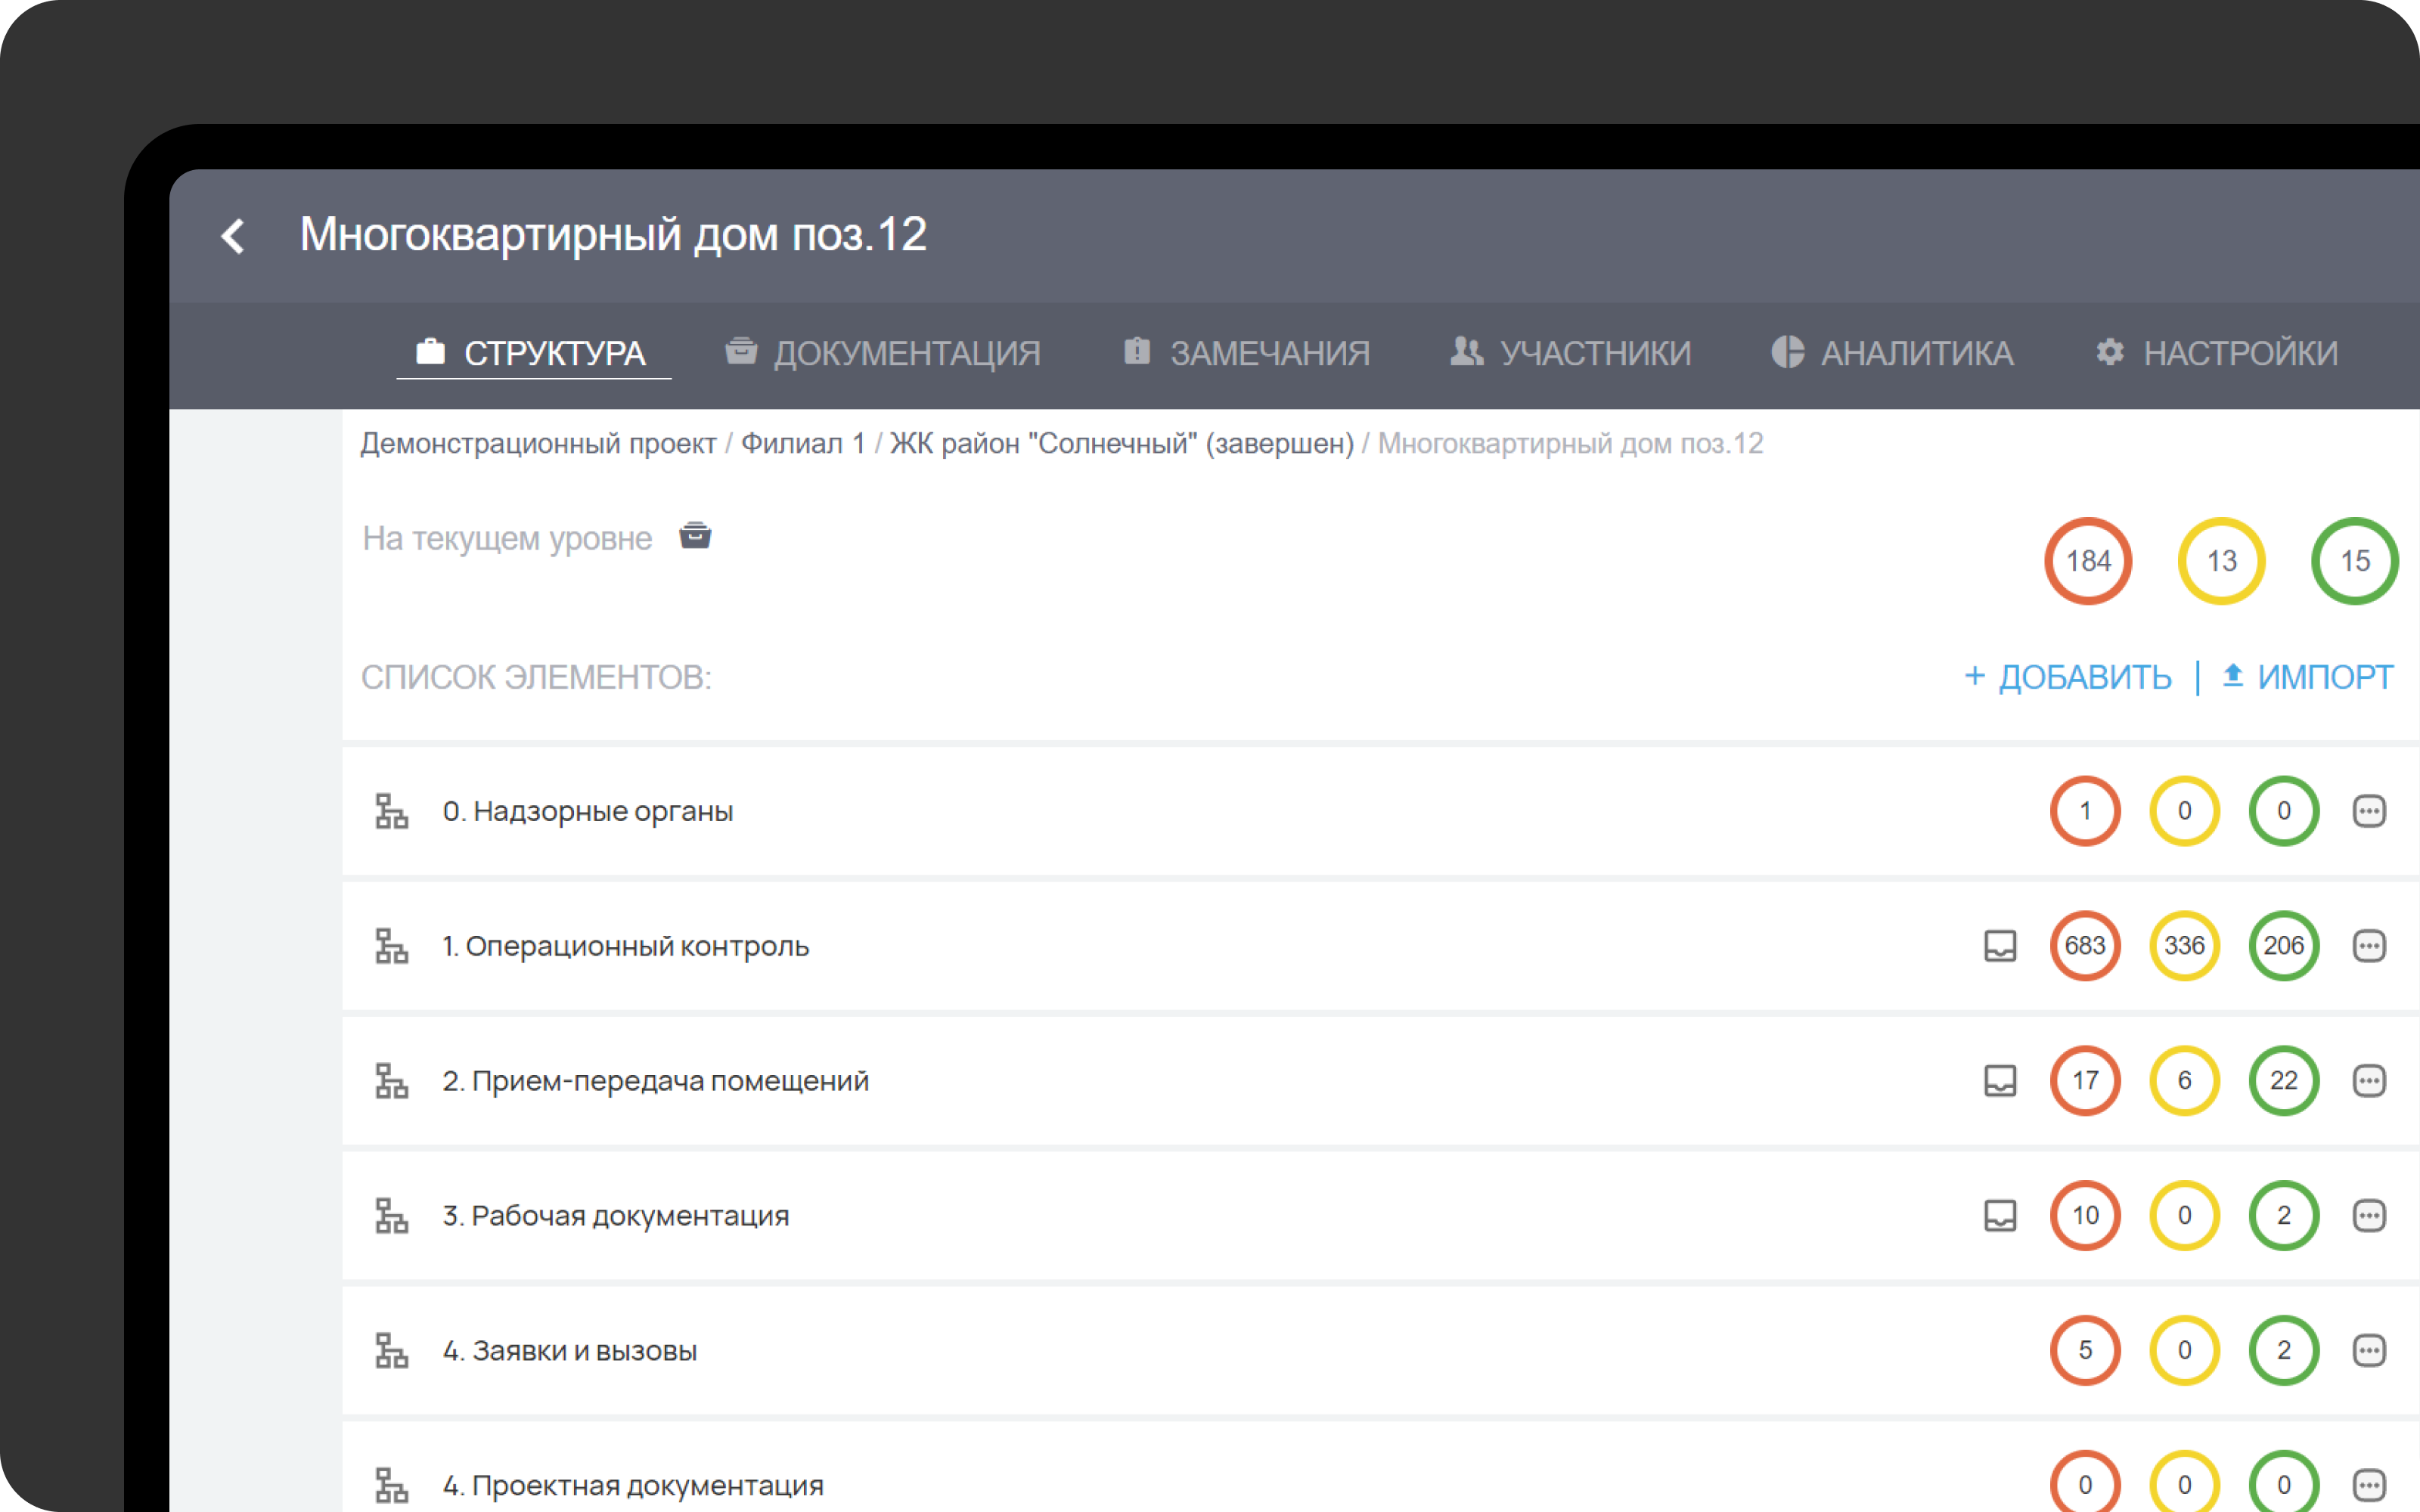 Многоквартирный дом поз.12
СТРУКТУРА ДОКУМЕНТАЦИЯ ЗАМЕЧАНИЯ УЧАСТНИКИ АНАЛИТИКА НАСТРОЙКИ
Демонстрационный проект / Филиал 1 / ЖК район "Солнечный" (завершен) / Многоквартирный дом поз.12
На текущем уровне 184 13 15
СПИСОК ЭЛЕМЕНТОВ: + ДОБАВИТЬ | ИМПОРТ
0. Надзорные органы 1 0 0
1. Операционный контроль 683 336 206
2. Прием-передача помещений 17 6 22
3. Рабочая документация 10 0 2
4. Заявки и вызовы 5 0 2
4. Проектная документация 0 0 0